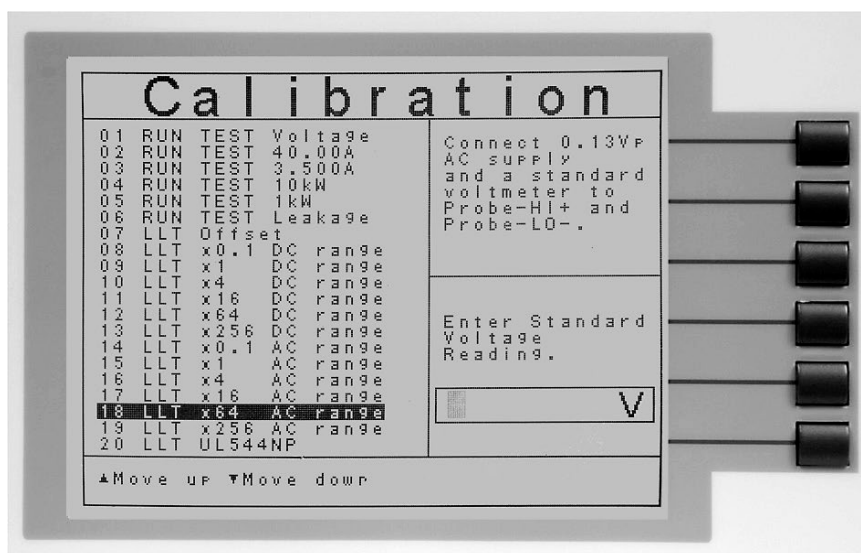 Calibration
01 RUN TEST Voltage
02 RUN TEST 40.00A
03 RUN TEST 3.500A
04 RUN TEST 10kW
05 RUN TEST 1kW
06 RUN TEST Leakage
07 LLT Offset
08 LLT x0.1 DC range
09 LLT x1 DC range
10 LLT x4 DC range
11 LLT x16 DC range
12 LLT x64 DC range
13 LLT x256 DC range
14 LLT x0.1 AC range
15 LLT x1 AC range
16 LLT x4 AC range
17 LLT x16 AC range
18 LLT x64 AC range
19 LLT x256 AC range
20 LLT UL544NP
Connect 0.13Vp
AC supply
and a standard
voltmeter to
Probe-HI+ and
Probe-LO-.
Enter Standard
Voltage
Reading.
V
▲Move up ▼Move down